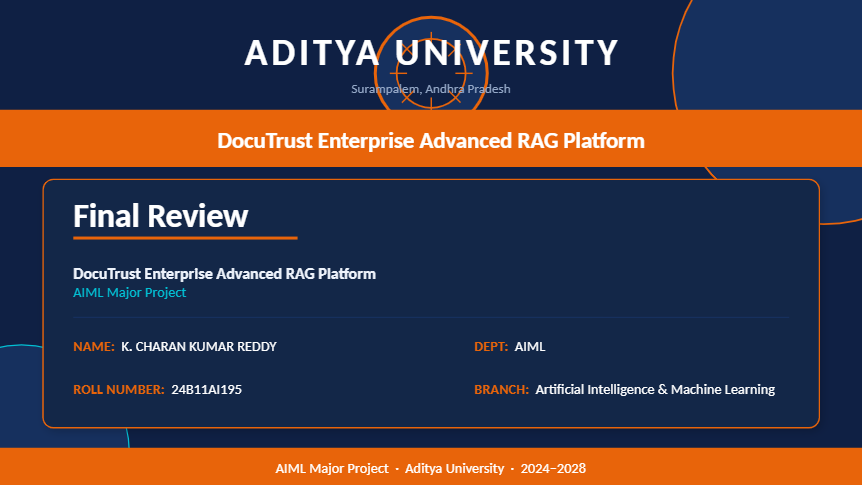 ADITYA UNIVERSITY
Surampalem, Andhra Pradesh
DocuTrust Enterprise Advanced RAG Platform
Final Review
DocuTrust Enterprise Advanced RAG Platform
AIML Major Project
NAME: K. CHARAN KUMAR REDDY
DEPT: AIML
ROLL NUMBER: 24B11AI195
BRANCH: Artificial Intelligence & Machine Learning
AIML Major Project · Aditya University · 2024–2028